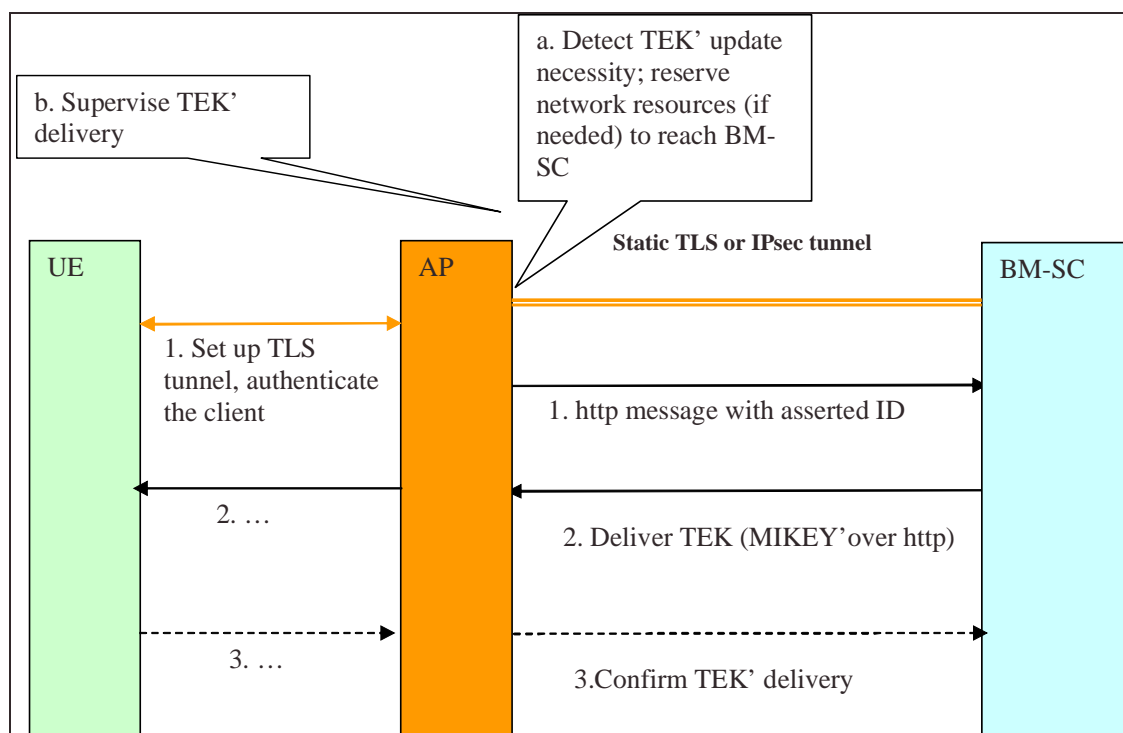 a. Detect TEK’ update
necessity; reserve
network resources (if
needed) to reach BM-
SC
b. Supervise TEK’
delivery
Static TLS or IPsec tunnel
UE
AP
BM-SC
1. Set up TLS
tunnel, authenticate
the client
1. http message with asserted ID
2. …
2. Deliver TEK (MIKEY’over http)
3. …
3.Confirm TEK’ delivery